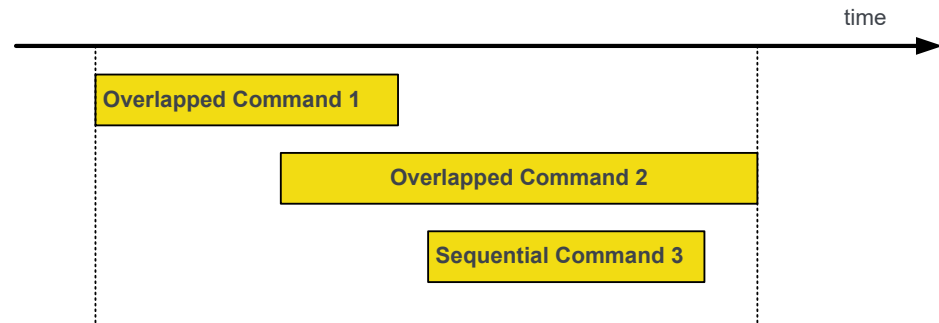 time
Overlapped Command 1
Overlapped Command 2
Sequential Command 3